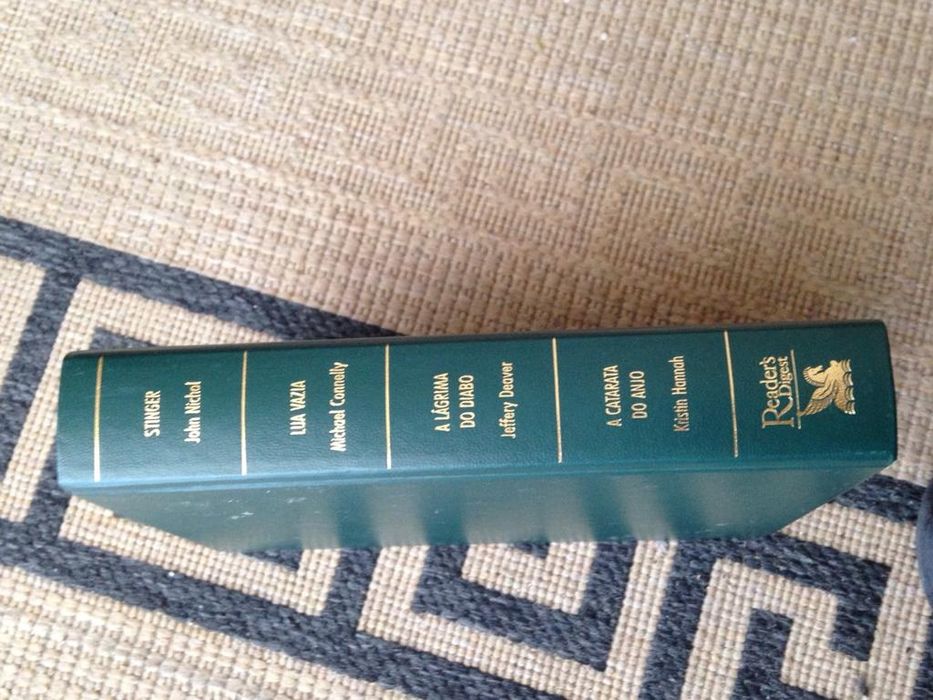 STINGER
John Nichol
LUA VAZIA
Michael Connelly
A LÁGRIMA
DO DIABO
Jeffery Deaver
A CATARATA
DO ANJO
Kristin Hannah
Reader's
Digest